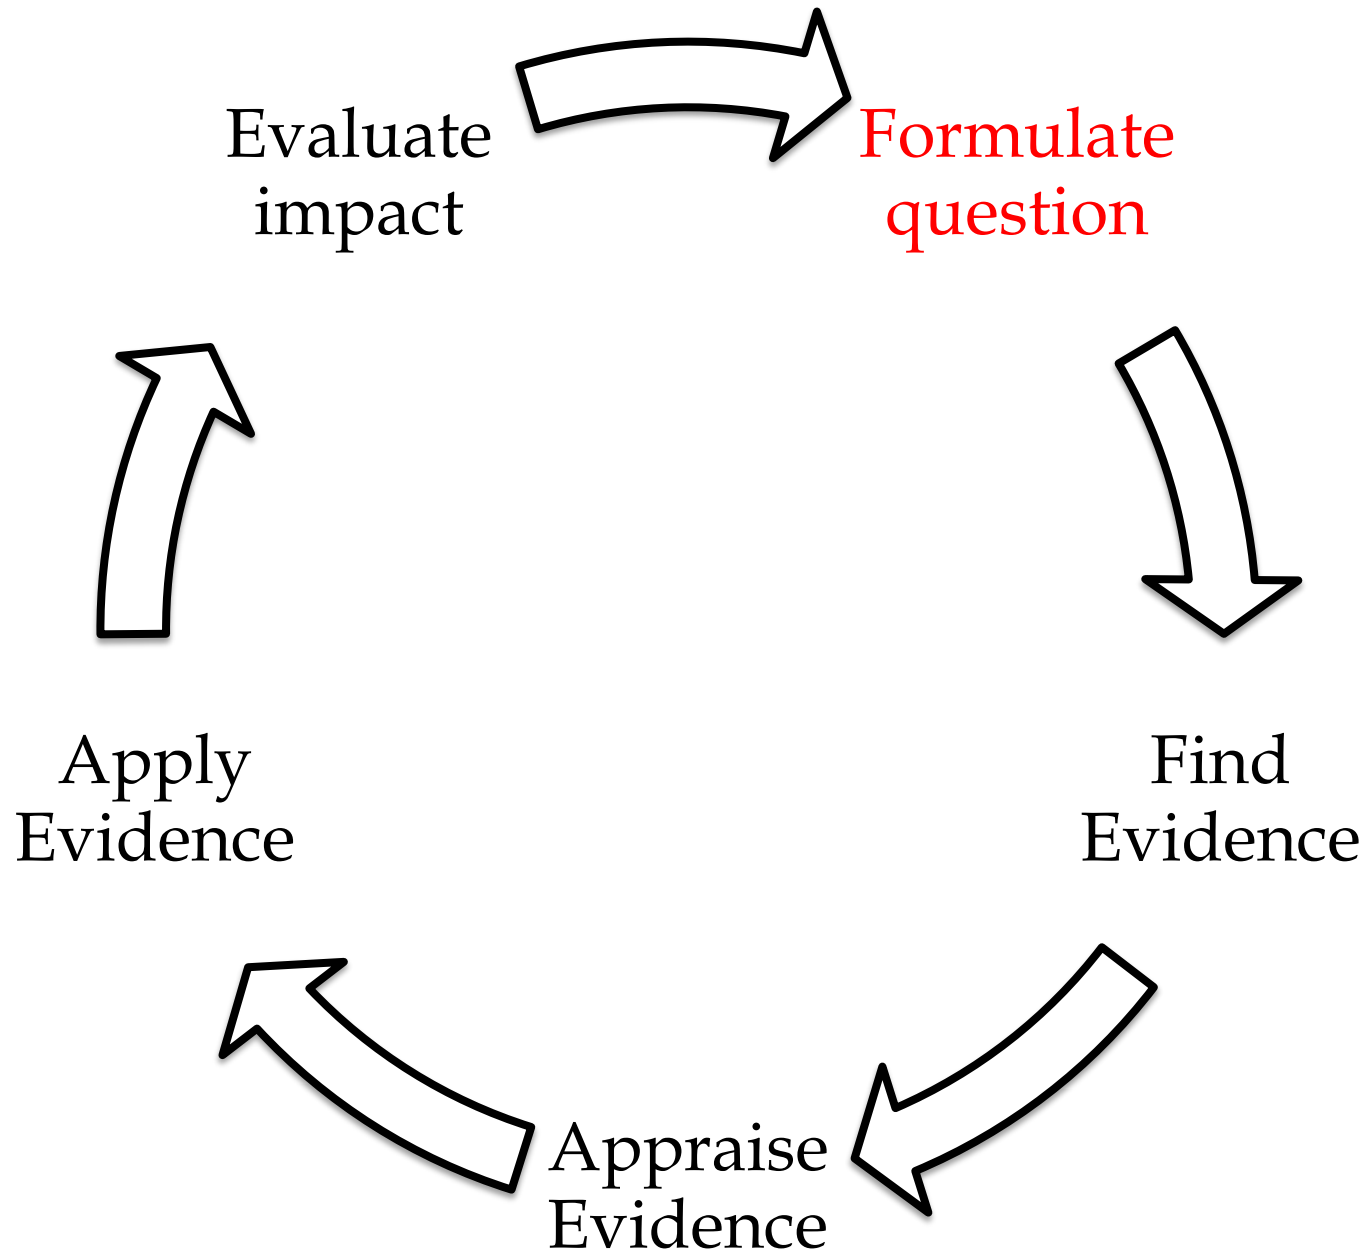 Evaluate
impact
Formulate
question
Apply
Evidence
Find
Evidence
Appraise
Evidence